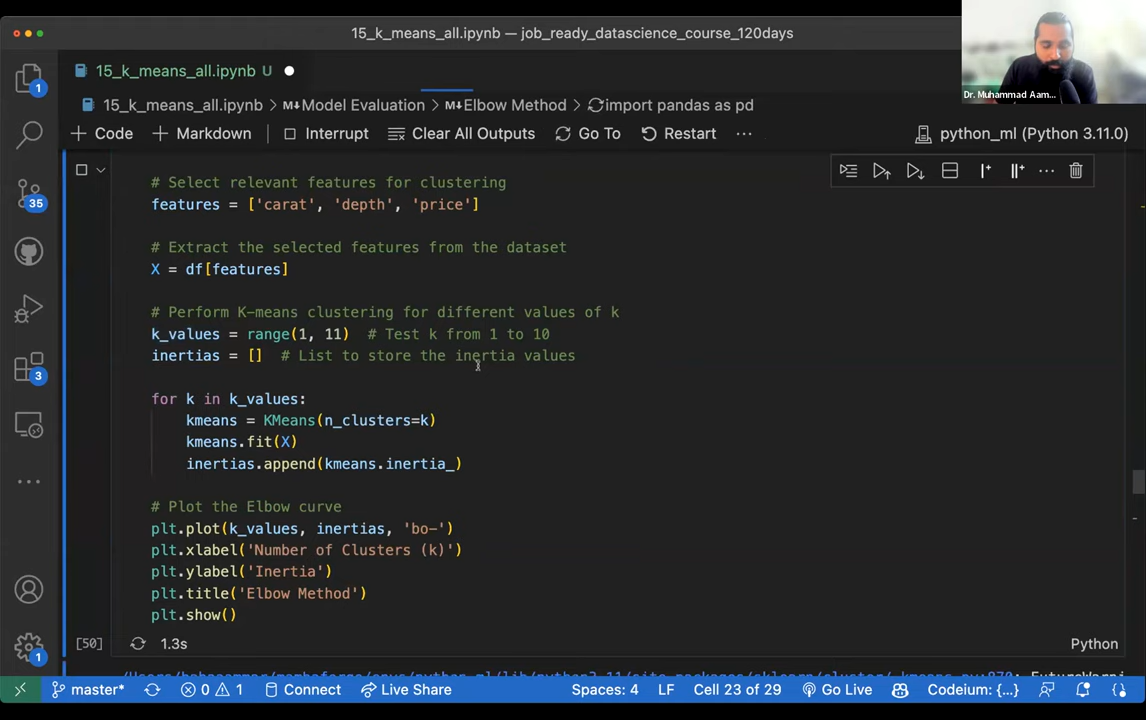 15_k_means_all.ipynb — job_ready_datascience_course_120days
15_k_means_all.ipynb U
15_k_means_all.ipynb > M↓Model Evaluation > M↓Elbow Method > import pandas as pd
+ Code + Markdown Interrupt Clear All Outputs Go To Restart ... python_ml (Python 3.11.0)
Dr. Muhammad Aam...
1
35
3
1
# Select relevant features for clustering
features = ['carat', 'depth', 'price']
# Extract the selected features from the dataset
X = df[features]
# Perform K-means clustering for different values of k
k_values = range(1, 11)  # Test k from 1 to 10
inertias = []  # List to store the inertia values
for k in k_values:
    kmeans = KMeans(n_clusters=k)
    kmeans.fit(X)
    inertias.append(kmeans.inertia_)
# Plot the Elbow curve
plt.plot(k_values, inertias, 'bo-')
plt.xlabel('Number of Clusters (k)')
plt.ylabel('Inertia')
plt.title('Elbow Method')
plt.show()
[50] 1.3s Python
master* 0 1 Connect Live Share Spaces: 4 LF Cell 23 of 29 Go Live Codeium: {...}